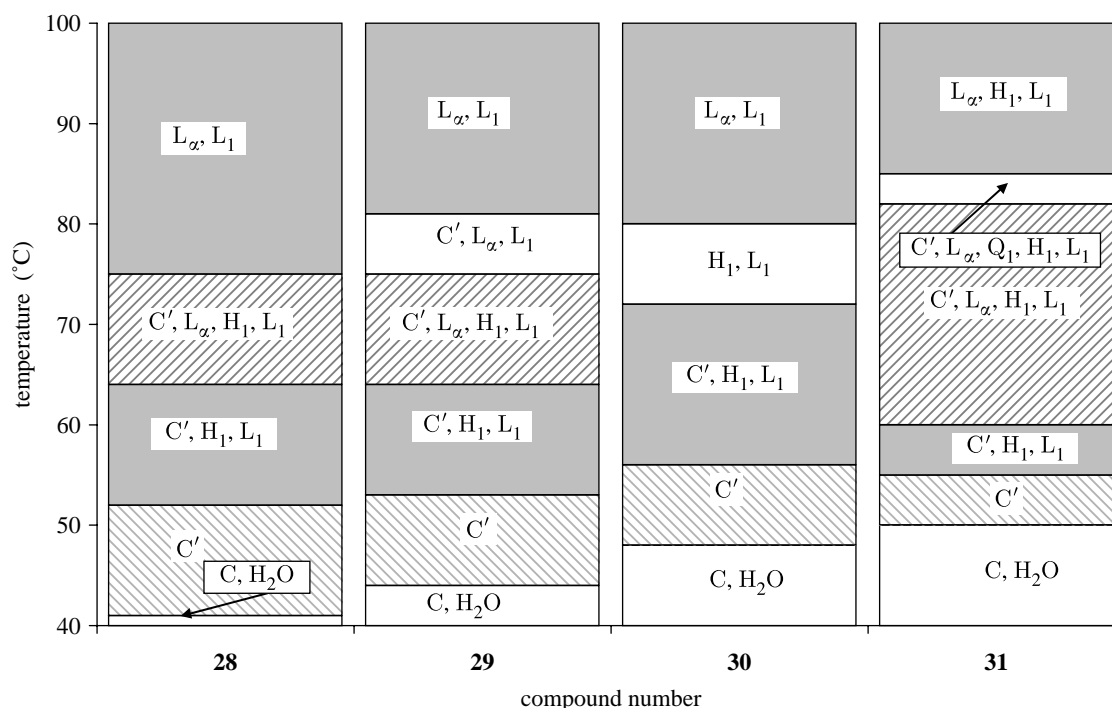 100
90
80
70
60
50
40
temperature (˚C)
Lα, L1
C′, Lα, H1, L1
C′, H1, L1
C′
C, H2O
Lα, L1
C′, Lα, L1
C′, Lα, H1, L1
C′, H1, L1
C′
C, H2O
Lα, L1
H1, L1
C′, H1, L1
C′
C, H2O
Lα, H1, L1
C′, Lα, Q1, H1, L1
C′, Lα, H1, L1
C′, H1, L1
C′
C, H2O
28 29 30 31
compound number